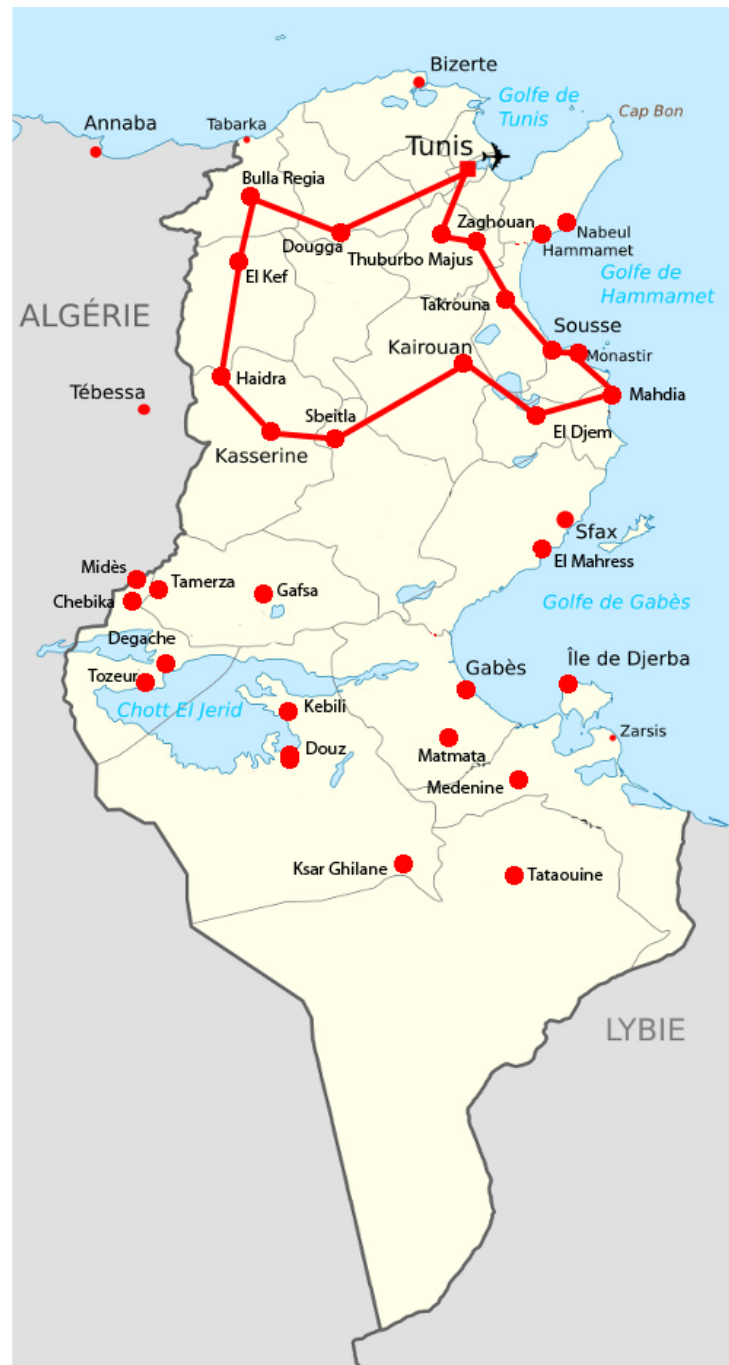 Bizerte
Golfe de
Tunis
Cap Bon
Annaba
Tabarka
Tunis
Bulla Regia
Zaghouan
Nabeul
Dougga
Thuburbo Majus
Hammamet
El Kef
Golfe de
Hammamet
ALGÉRIE
Takrouna
Sousse
Kairouan
Monastir
Haidra
Tébessa
Mahdia
Sbeitla
El Djem
Kasserine
Sfax
El Mahress
Midès
Tamerza
Gafsa
Chebika
Golfe de Gabès
Degache
Île de Djerba
Tozeur
Gabès
Chott El Jerid
Kebili
Zarsis
Douz
Matmata
Medenine
Ksar Ghilane
Tataouine
LYBIE